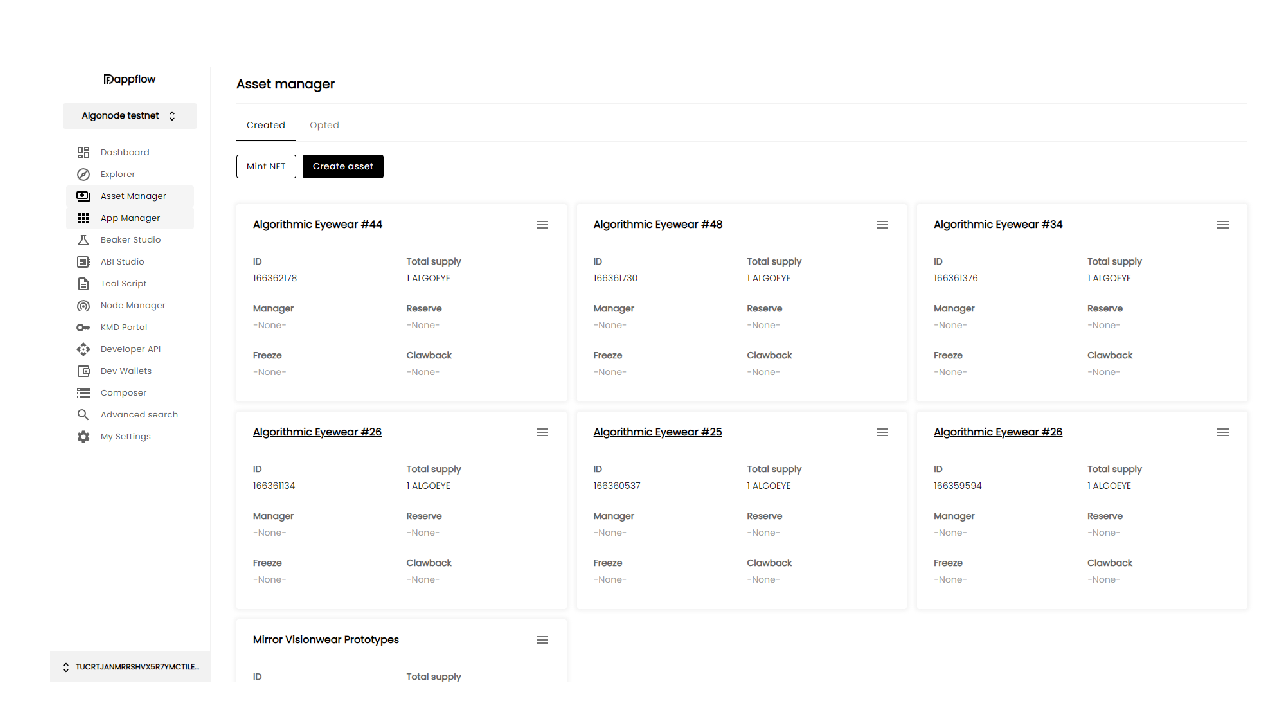 Dappflow
Algonode testnet
Dashboard
Explorer
Asset Manager
App Manager
Beaker Studio
ABI Studio
Teal Script
Node Manager
KMD Portal
Developer API
Dev Wallets
Composer
Advanced search
My Settings
TUCRTJANMRRSHVX5R7YMCTILE...
Asset manager
Created Opted
Mint NFT Create asset
Algorithmic Eyewear #44
ID Total supply
166362178 1 ALGOEYE
Manager Reserve
-None- -None-
Freeze Clawback
-None- -None-
Algorithmic Eyewear #48
ID Total supply
166361730 1 ALGOEYE
Manager Reserve
-None- -None-
Freeze Clawback
-None- -None-
Algorithmic Eyewear #34
ID Total supply
166361376 1 ALGOEYE
Manager Reserve
-None- -None-
Freeze Clawback
-None- -None-
Algorithmic Eyewear #26
ID Total supply
166361134 1 ALGOEYE
Manager Reserve
-None- -None-
Freeze Clawback
-None- -None-
Algorithmic Eyewear #25
ID Total supply
166360537 1 ALGOEYE
Manager Reserve
-None- -None-
Freeze Clawback
-None- -None-
Algorithmic Eyewear #26
ID Total supply
166359594 1 ALGOEYE
Manager Reserve
-None- -None-
Freeze Clawback
-None- -None-
Mirror Visionwear Prototypes
ID Total supply